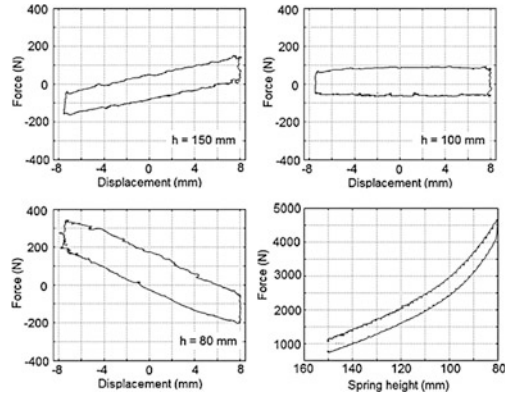 400
200
0
-200
-400
Force (N)
h = 150 mm
-8 -4 0 4 8
Displacement (mm)
400
200
0
-200
-400
Force (N)
h = 100 mm
-8 -4 0 4 8
Displacement (mm)
400
200
0
-200
-400
Force (N)
h = 80 mm
-8 -4 0 4 8
Displacement (mm)
5000
4000
3000
2000
1000
Force (N)
160 140 120 100 80
Spring height (mm)